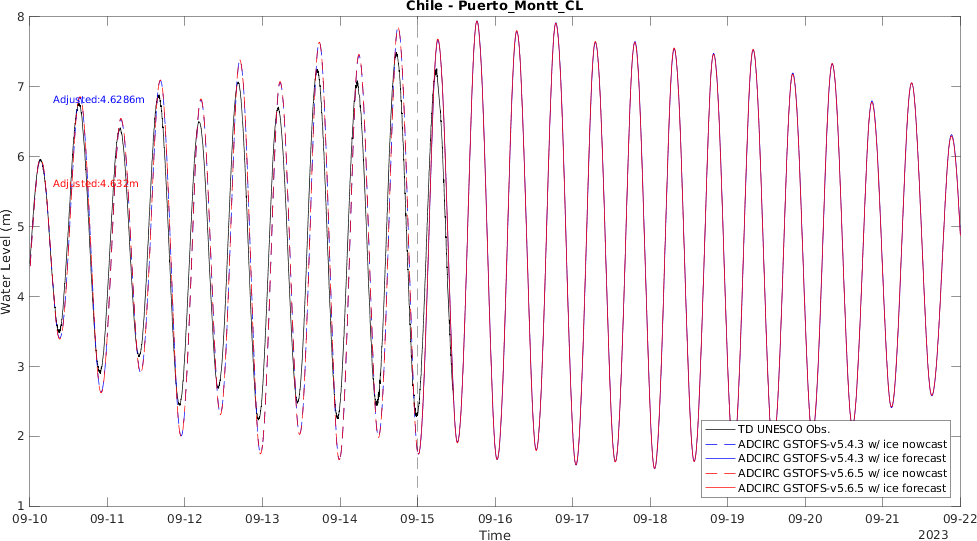 Chile - Puerto_Montt_CL
8
7
6
5
4
3
2
1
Water Level (m)
Adjusted:4.6286m
Adjusted:4.632m
TD UNESCO Obs.
ADCIRC GSTOFS-v5.4.3 w/ ice nowcast
ADCIRC GSTOFS-v5.4.3 w/ ice forecast
ADCIRC GSTOFS-v5.6.5 w/ ice nowcast
ADCIRC GSTOFS-v5.6.5 w/ ice forecast
09-10 09-11 09-12 09-13 09-14 09-15 09-16 09-17 09-18 09-19 09-20 09-21 09-22
Time
2023